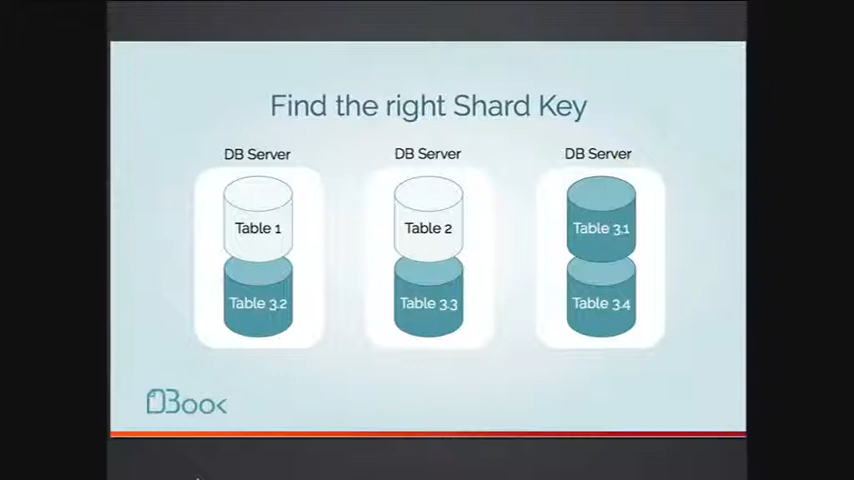 Find the right Shard Key
DB Server
DB Server
DB Server
Table 1
Table 2
Table 3.1
Table 3.2
Table 3.3
Table 3.4
DBook